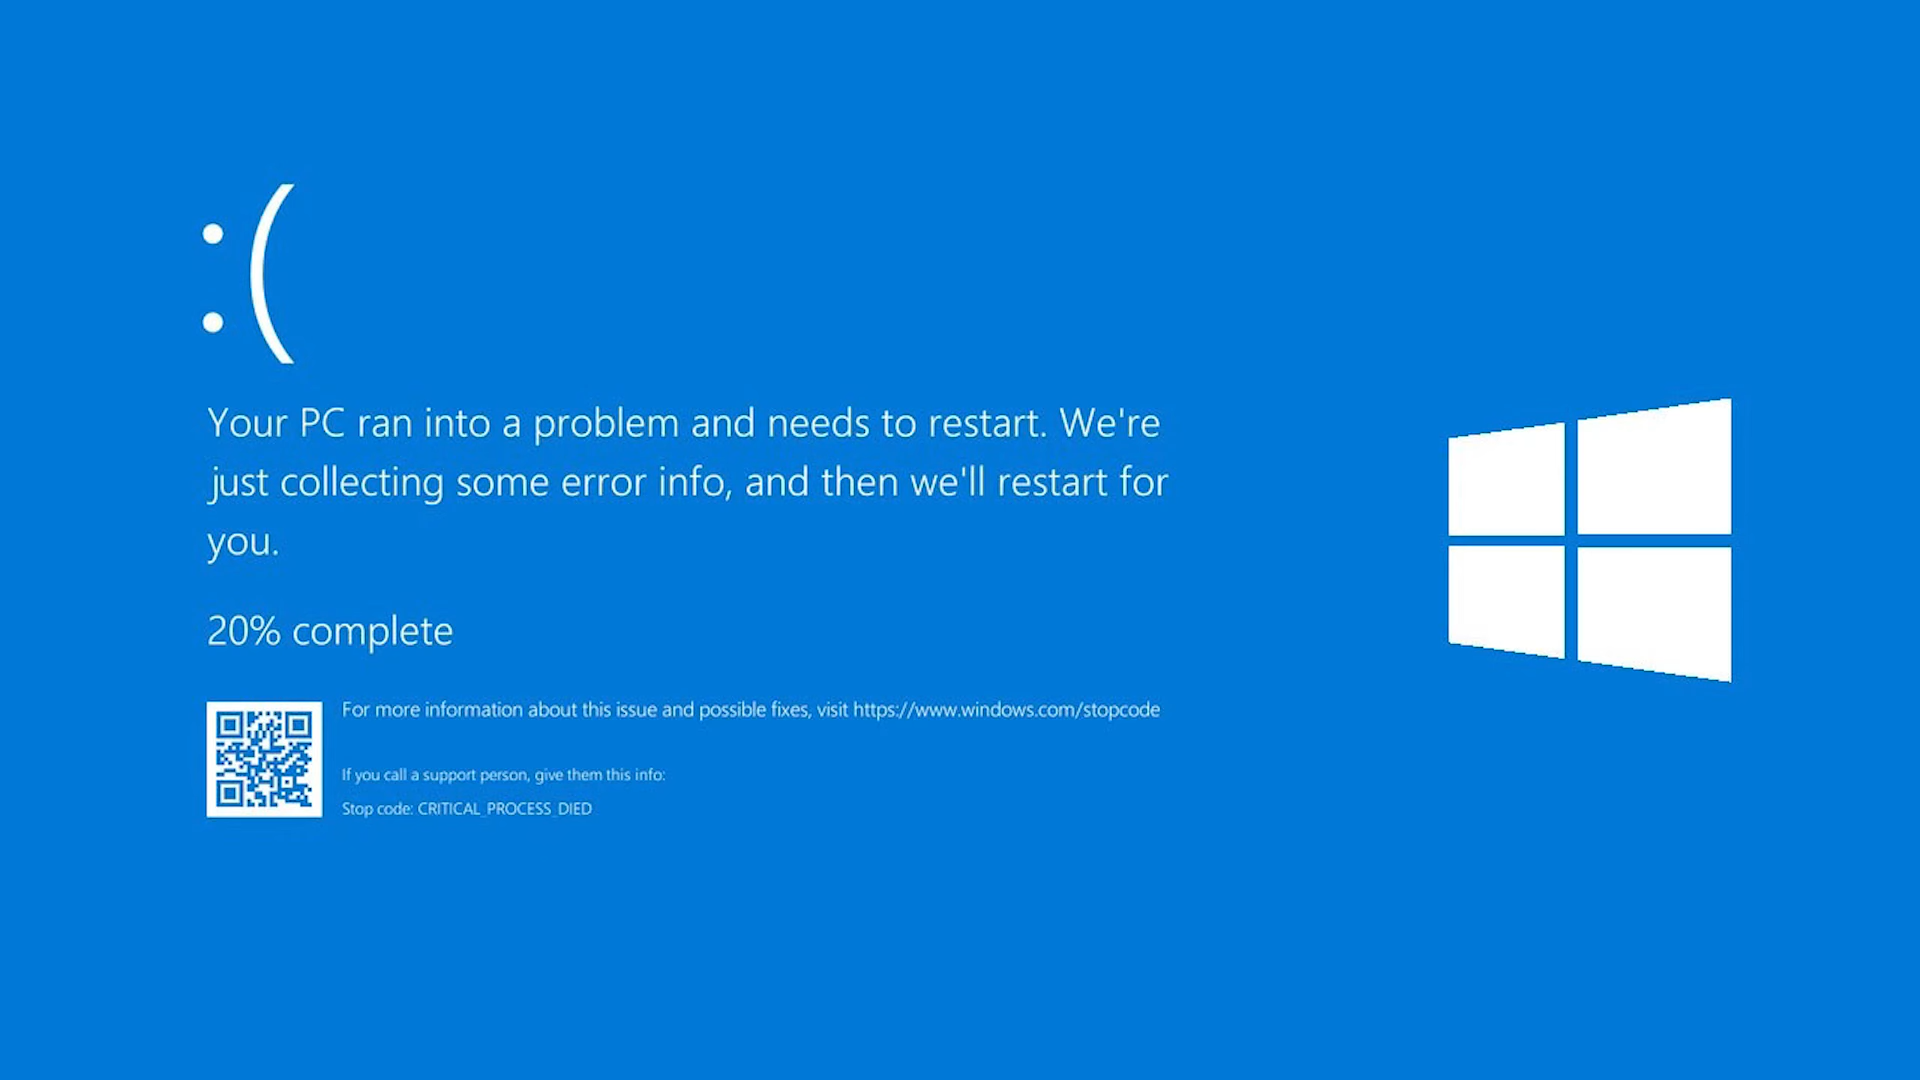 :(
Your PC ran into a problem and needs to restart. We're
just collecting some error info, and then we'll restart for
you.
20% complete
For more information about this issue and possible fixes, visit https://www.windows.com/stopcode
If you call a support person, give them this info:
Stop code: CRITICAL_PROCESS_DIED